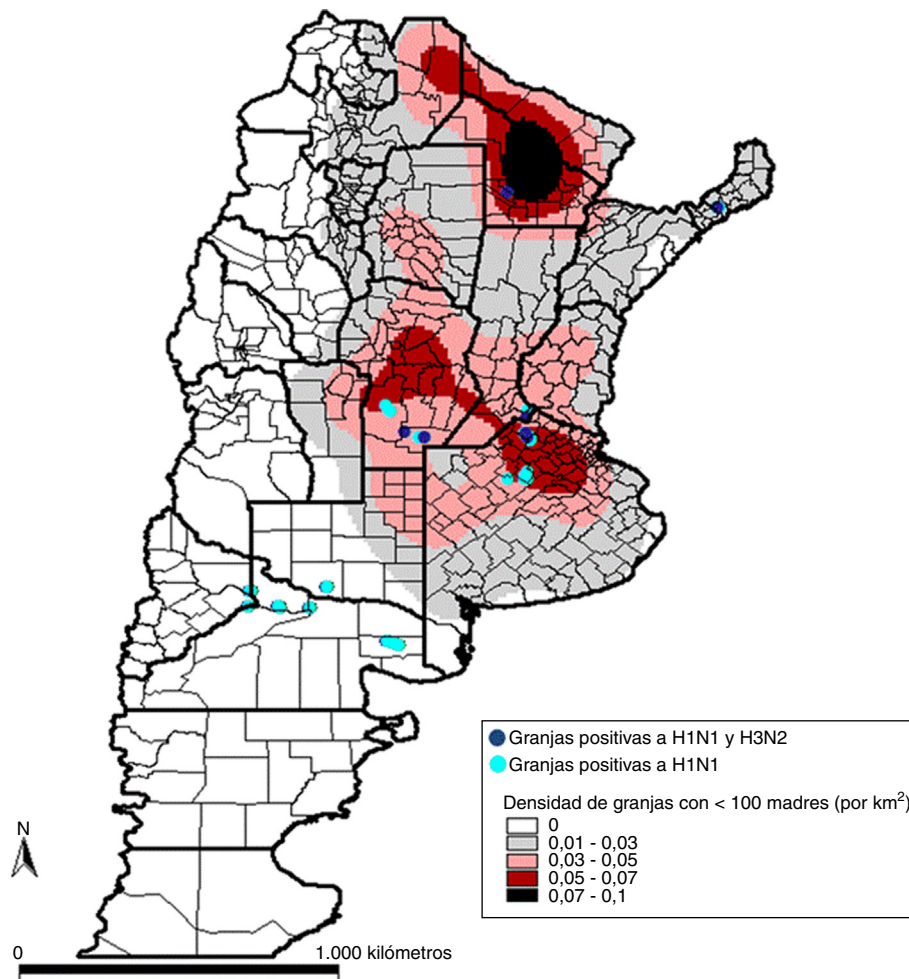 Granjas positivas a H1N1 y H3N2
Granjas positivas a H1N1
Densidad de granjas con < 100 madres (por km²)
0
0,01 - 0,03
0,03 - 0,05
0,05 - 0,07
0,07 - 0,1
N
0 1.000 kilómetros